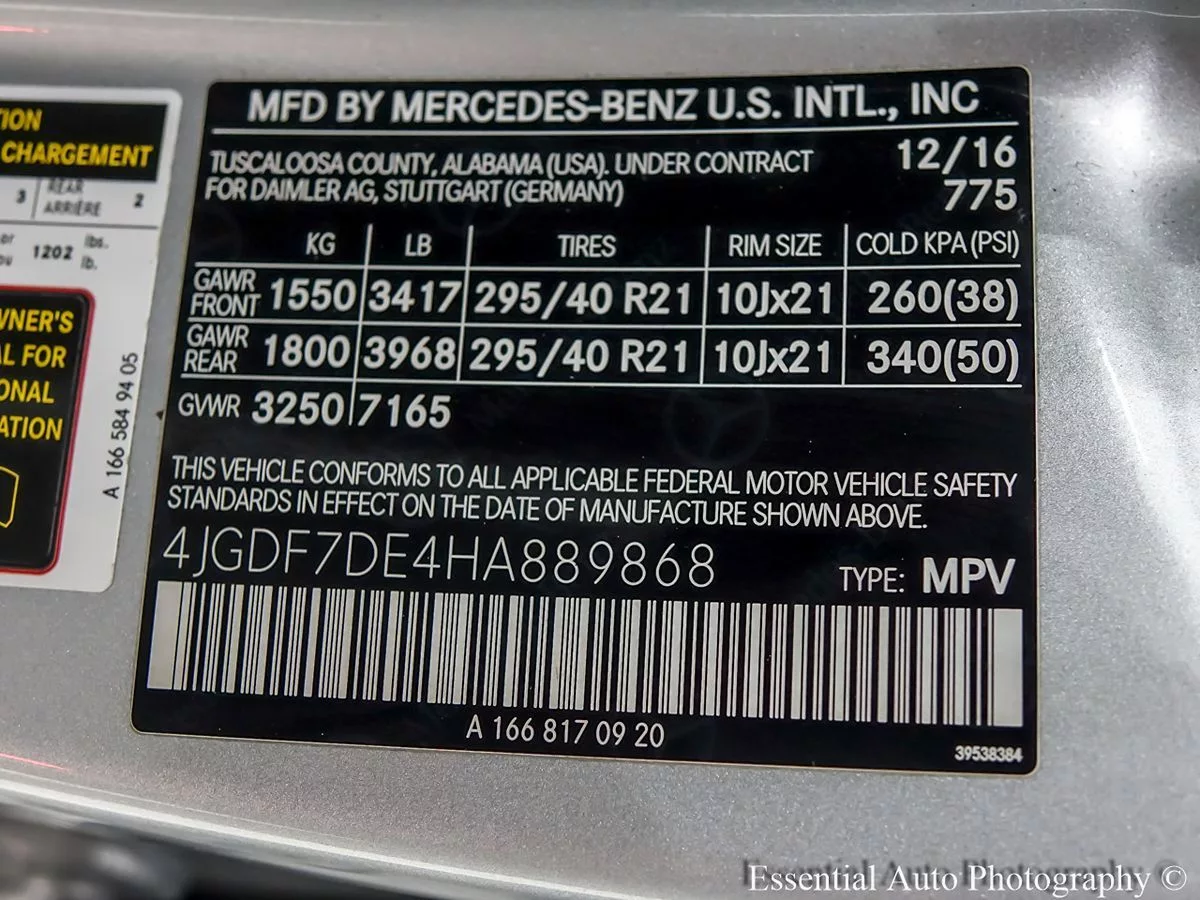 TION
CHARGEMENT
3
REAR
ARRIÈRE
2
or
ou
1202
lbs.
lb.
WNER'S
L FOR
ONAL
ATION
A 166 584 94 05
MFD BY MERCEDES-BENZ U.S. INTL., INC
TUSCALOOSA COUNTY, ALABAMA (USA). UNDER CONTRACT
FOR DAIMLER AG, STUTTGART (GERMANY)
12/16
775
KG LB TIRES RIM SIZE COLD KPA (PSI)
GAWR
FRONT 1550 3417 295/40 R21 10Jx21 260(38)
GAWR
REAR 1800 3968 295/40 R21 10Jx21 340(50)
GVWR 3250 7165
THIS VEHICLE CONFORMS TO ALL APPLICABLE FEDERAL MOTOR VEHICLE SAFETY
STANDARDS IN EFFECT ON THE DATE OF MANUFACTURE SHOWN ABOVE.
4JGDF7DE4HA889868
TYPE: MPV
A 166 817 09 20
39538384
Essential Auto Photography ©